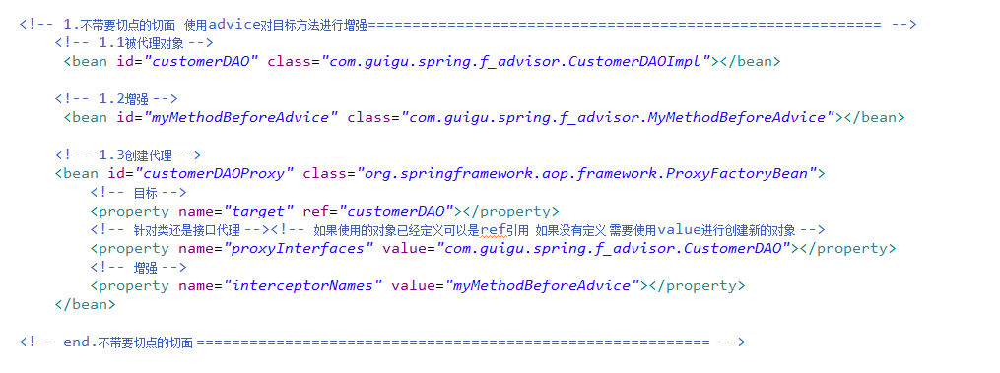 <!-- 1.不带要切点的切面 使用advice对目标方法进行增强========================================================== -->
<!-- 1.1被代理对象 -->
<bean id="customerDAO" class="com.guigu.spring.f_advisor.CustomerDAOImpl"></bean>
<!-- 1.2增强 -->
<bean id="myMethodBeforeAdvice" class="com.guigu.spring.f_advisor.MyMethodBeforeAdvice"></bean>
<!-- 1.3创建代理 -->
<bean id="customerDAOProxy" class="org.springframework.aop.framework.ProxyFactoryBean">
<!-- 目标 -->
<property name="target" ref="customerDAO"></property>
<!-- 针对类还是接口代理 --><!-- 如果使用的对象已经定义可以是ref引用 如果没有定义 需要使用value进行创建新的对象 -->
<property name="proxyInterfaces" value="com.guigu.spring.f_advisor.CustomerDAO"></property>
<!-- 增强 -->
<property name="interceptorNames" value="myMethodBeforeAdvice"></property>
</bean>
<!-- end.不带要切点的切面 ========================================================== -->